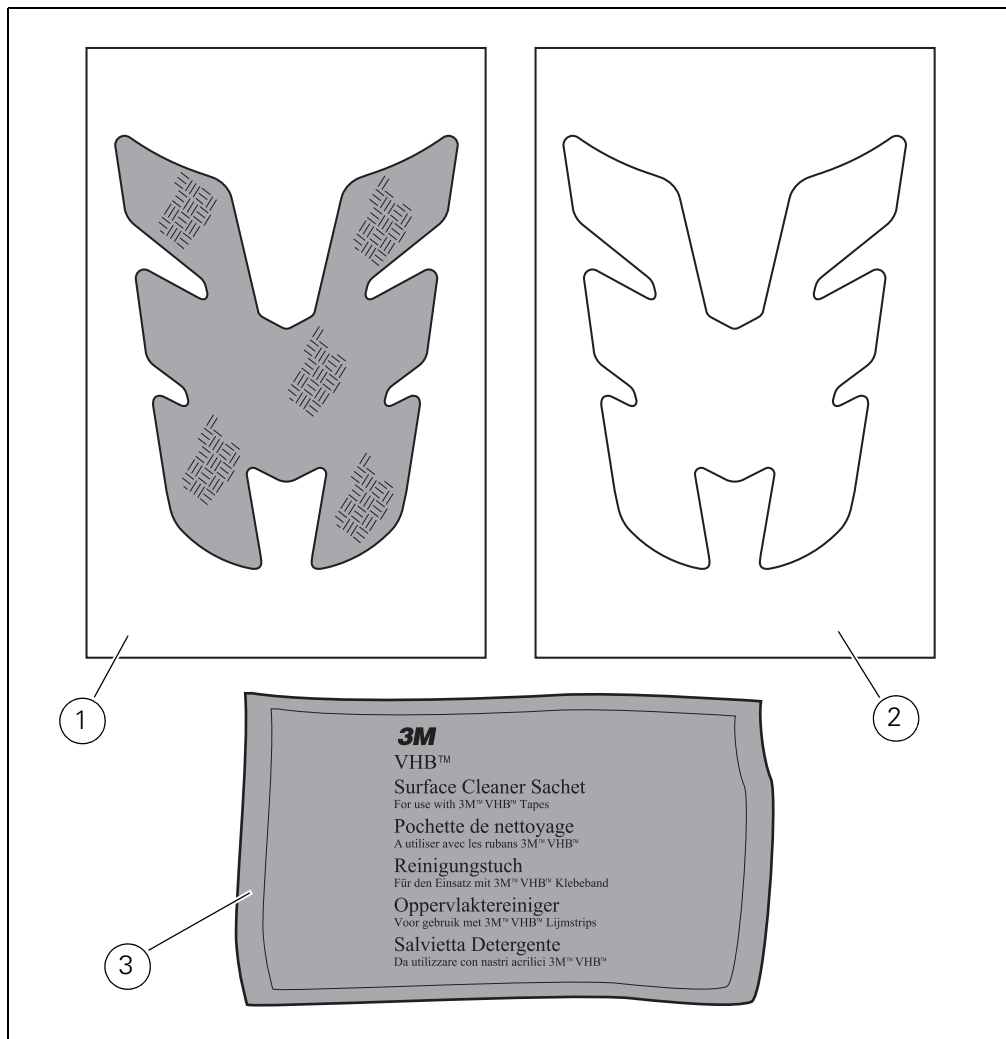 1
2
3M
VHB™
Surface Cleaner Sachet
For use with 3M™ VHB™ Tapes
Pochette de nettoyage
A utiliser avec les rubans 3M™ VHB™
Reinigungstuch
Für den Einsatz mit 3M™ VHB™ Klebeband
Oppervlaktereiniger
Voor gebruik met 3M™ VHB™ Lijmstrips
Salvietta Detergente
Da utilizzare con nastri acrilici 3M™ VHB™
3